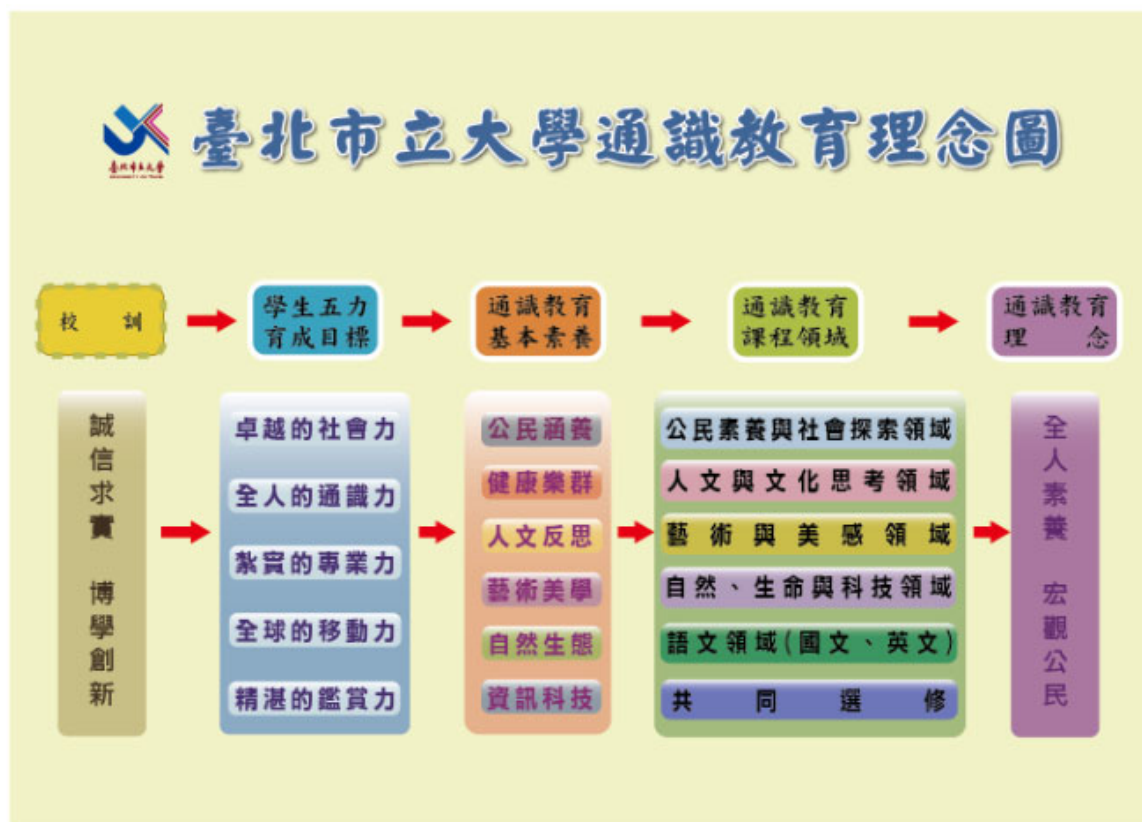 臺北市立大學通識教育理念圖
臺北市立大學
校訓
學生五力
育成目標
通識教育
基本素養
通識教育
課程領域
通識教育
理念
誠信求實 博學創新
卓越的社會力
全人的通識力
紮實的專業力
全球的移動力
精湛的鑑賞力
公民涵養
健康樂群
人文反思
藝術美學
自然生態
資訊科技
公民素養與社會探索領域
人文與文化思考領域
藝術與美感領域
自然、生命與科技領域
語文領域(國文、英文)
共同選修
全人素養 宏觀公民